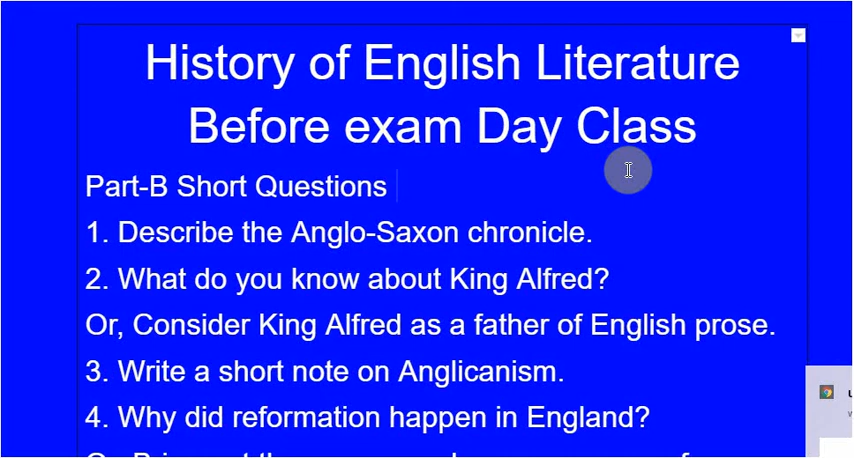 History of English Literature
Before exam Day Class
Part-B Short Questions
1. Describe the Anglo-Saxon chronicle.
2. What do you know about King Alfred?
Or, Consider King Alfred as a father of English prose.
3. Write a short note on Anglicanism.
4. Why did reformation happen in England?